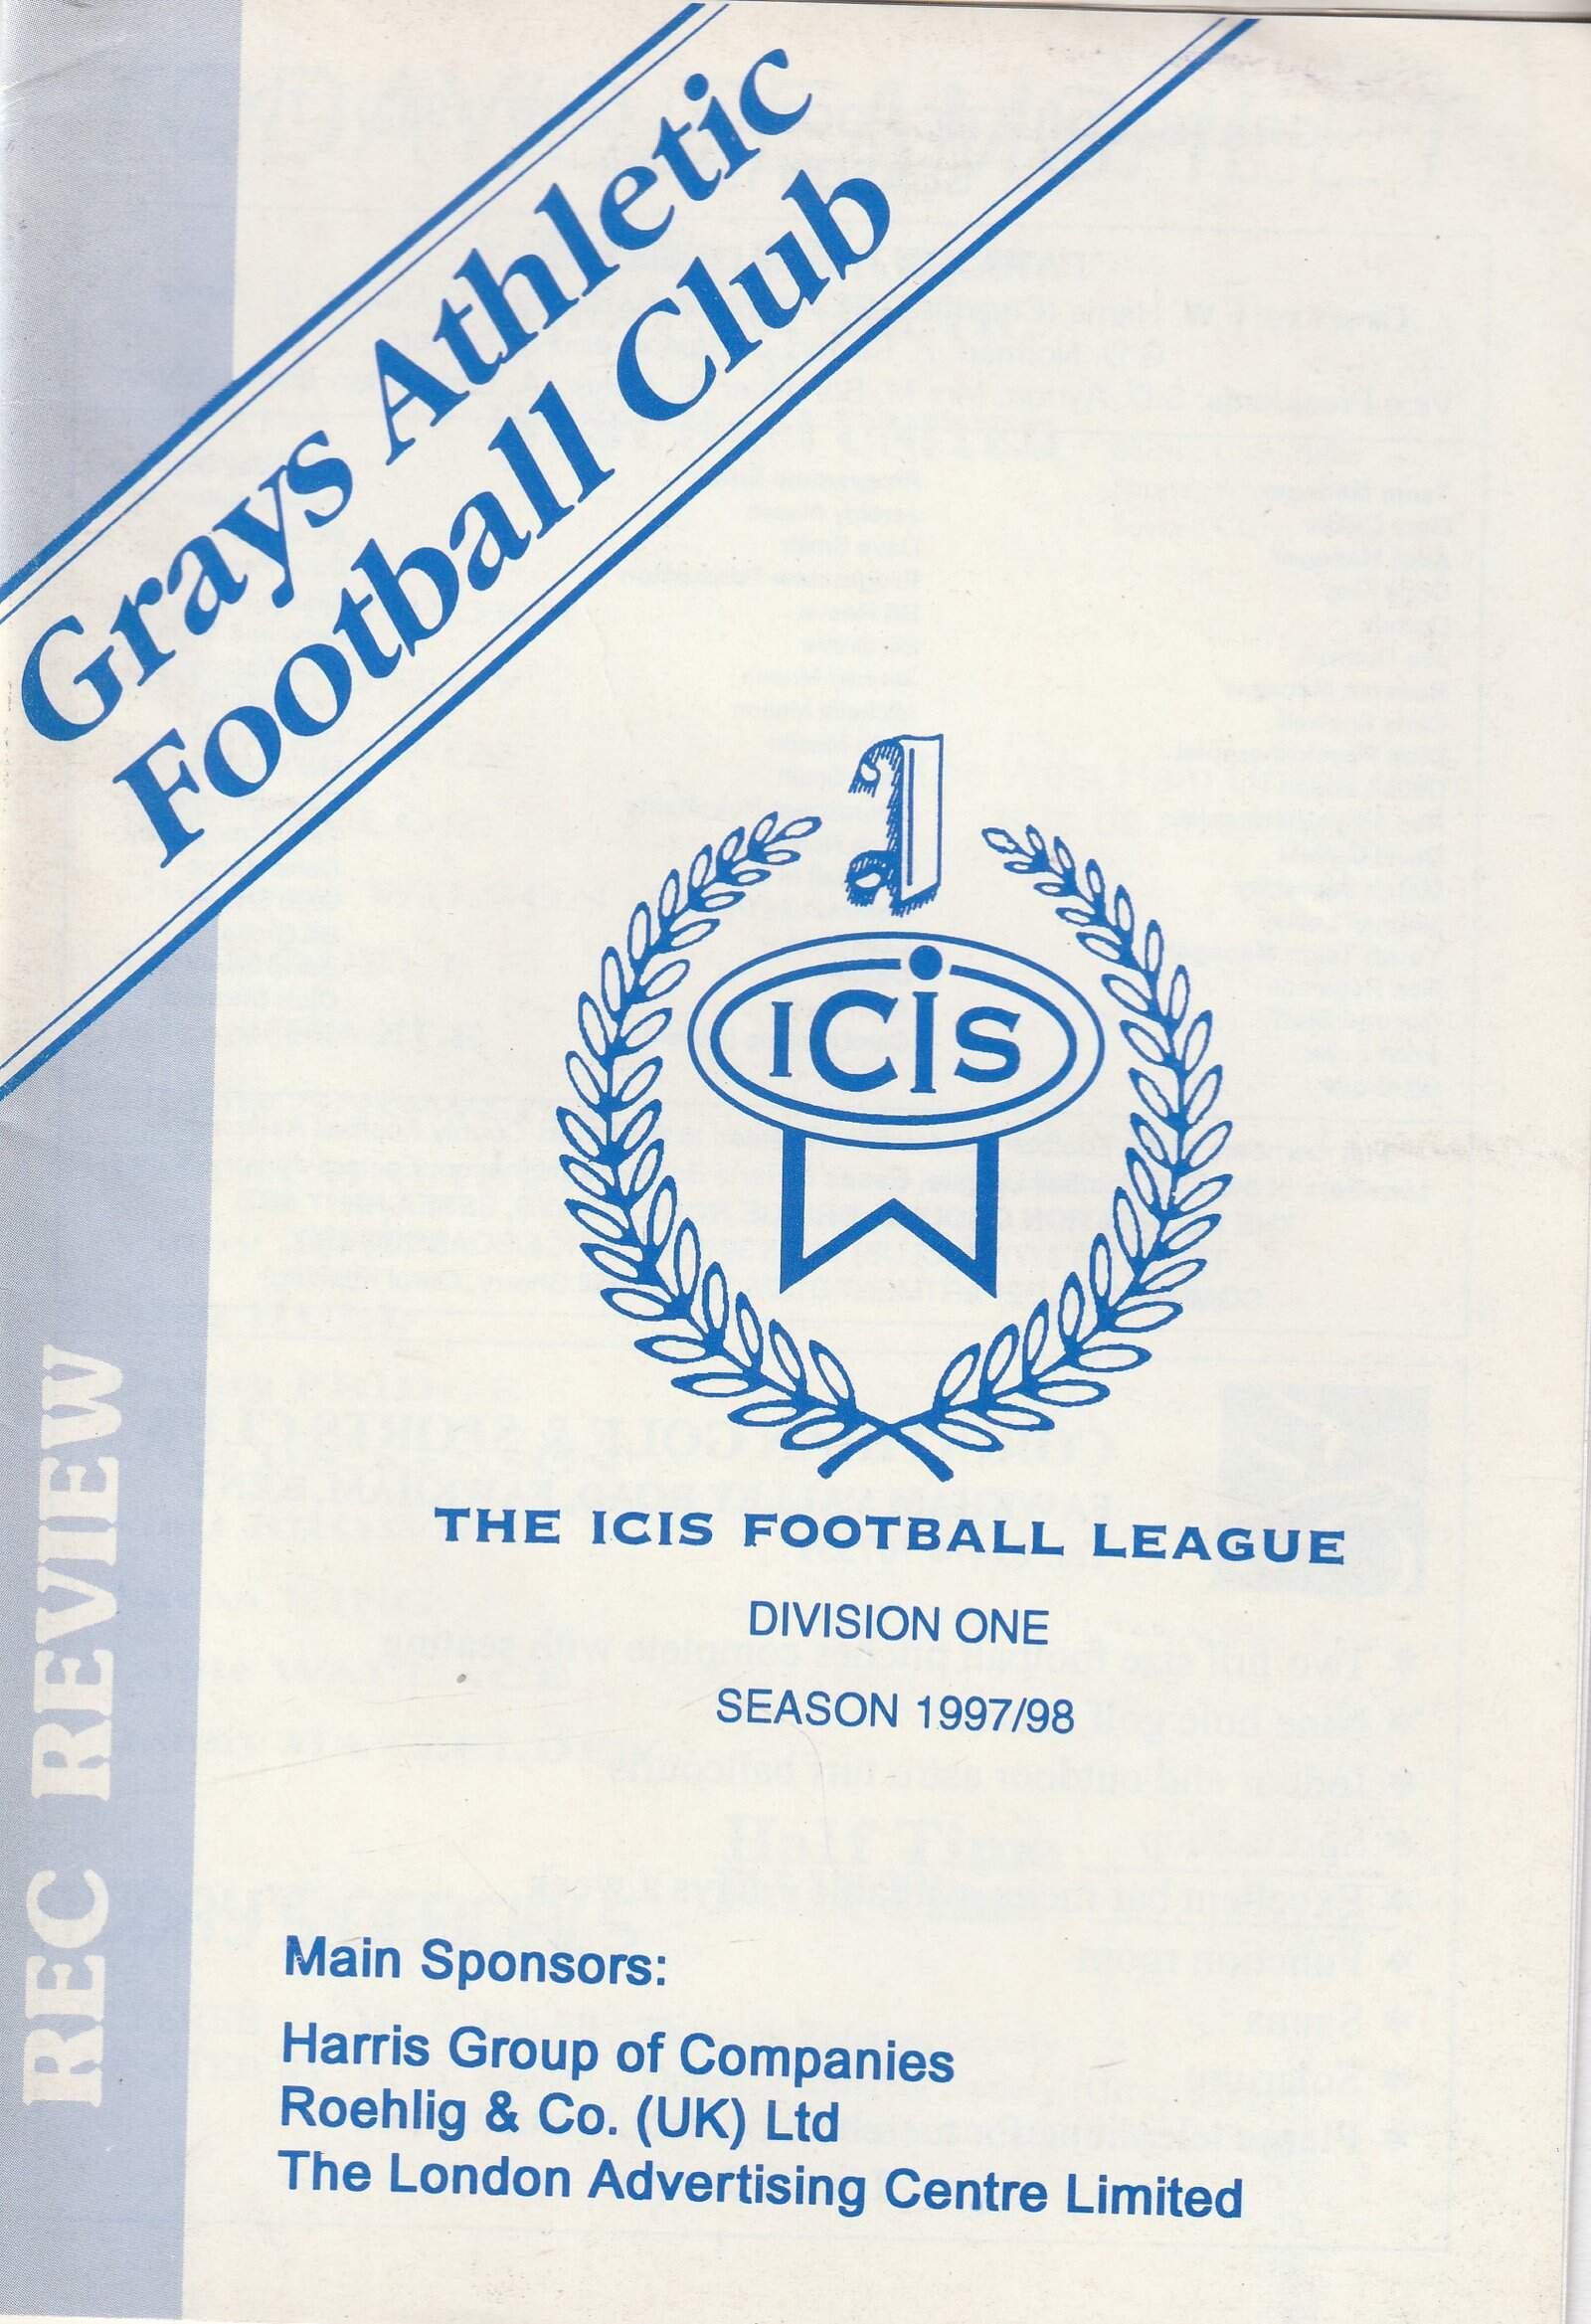 Grays Athletic
Football Club
1
ICIS
THE ICIS FOOTBALL LEAGUE
DIVISION ONE
SEASON 1997/98
REC REVIEW
Main Sponsors:
Harris Group of Companies
Roehlig & Co. (UK) Ltd
The London Advertising Centre Limited